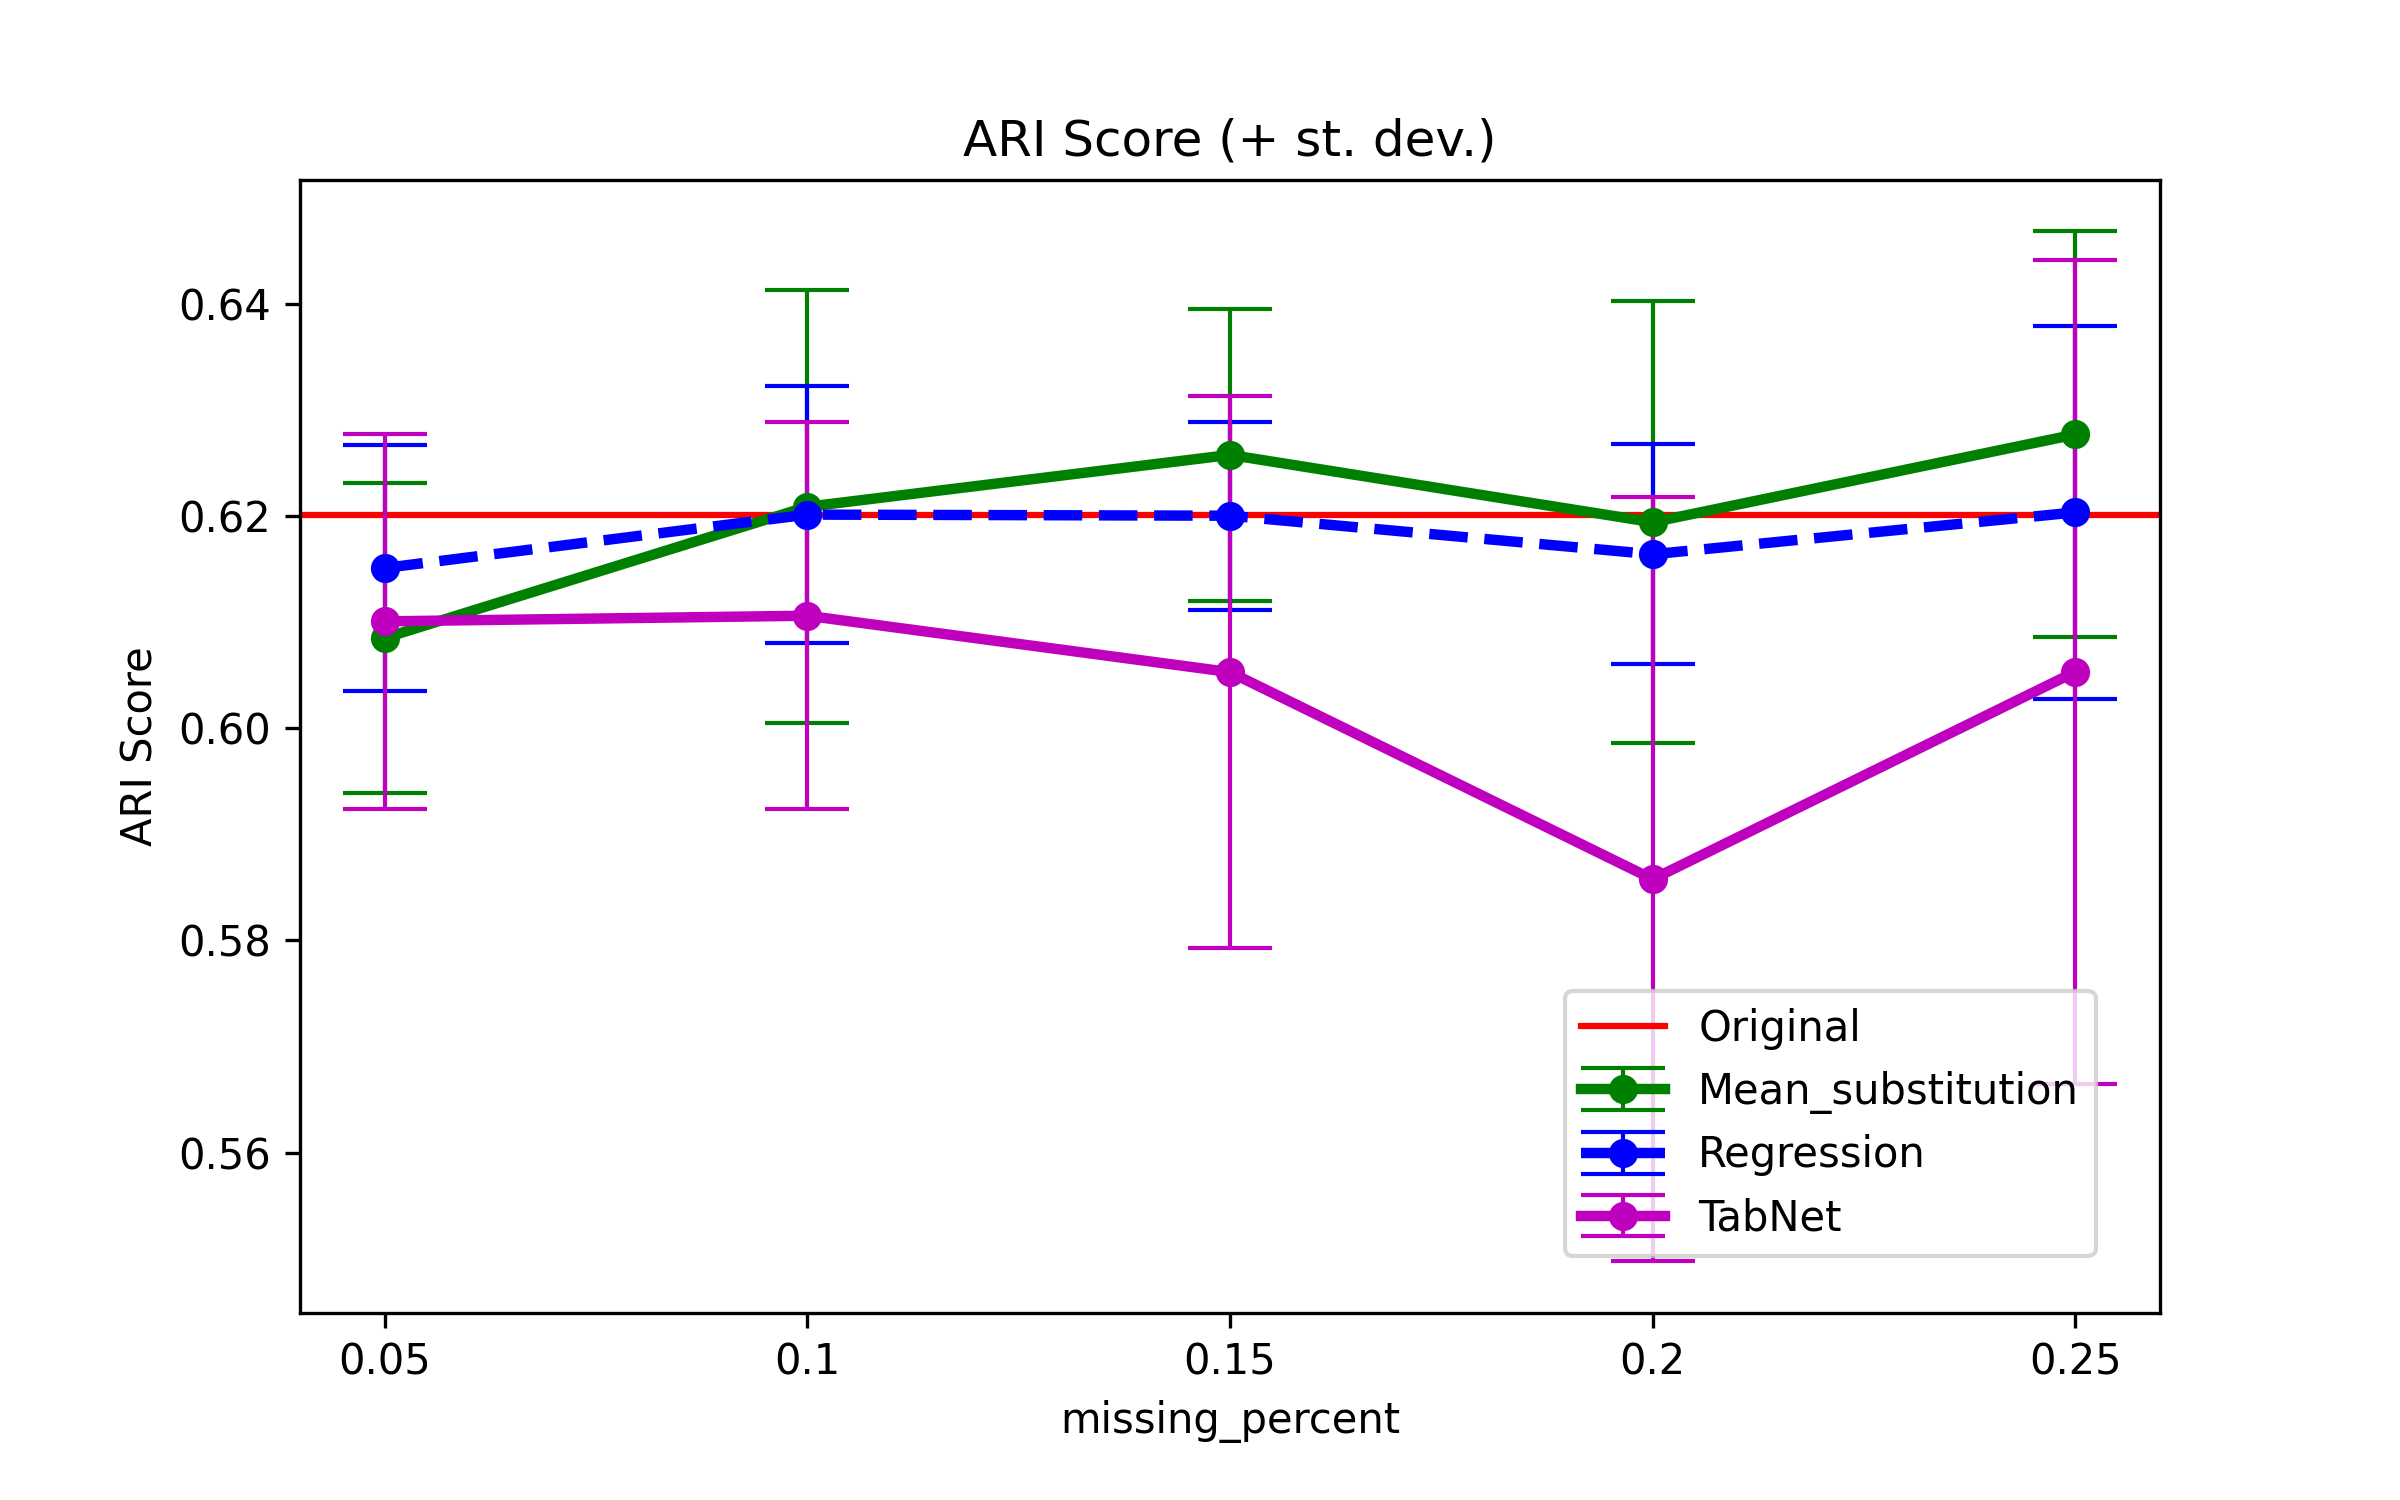 ARI Score (+ st. dev.)
ARI Score
0.64
0.62
0.60
0.58
0.56
Original
Mean_substitution
Regression
TabNet
0.05 0.1 0.15 0.2 0.25
missing_percent